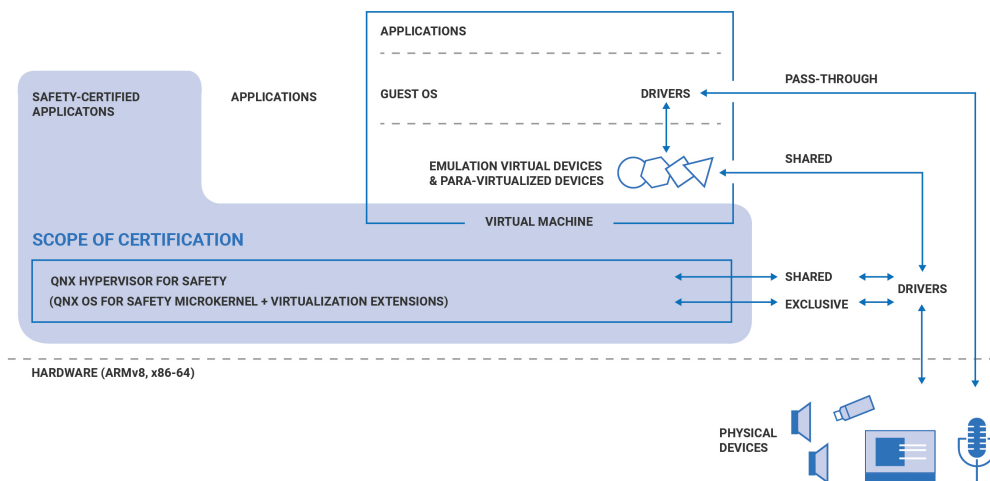 APPLICATIONS
PASS-THROUGH
SAFETY-CERTIFIED
APPLICATONS
APPLICATIONS
GUEST OS
DRIVERS
SHARED
EMULATION VIRTUAL DEVICES
& PARA-VIRTUALIZED DEVICES
VIRTUAL MACHINE
SCOPE OF CERTIFICATION
QNX HYPERVISOR FOR SAFETY
(QNX OS FOR SAFETY MICROKERNEL + VIRTUALIZATION EXTENSIONS)
SHARED
EXCLUSIVE
DRIVERS
HARDWARE (ARMv8, x86-64)
PHYSICAL
DEVICES